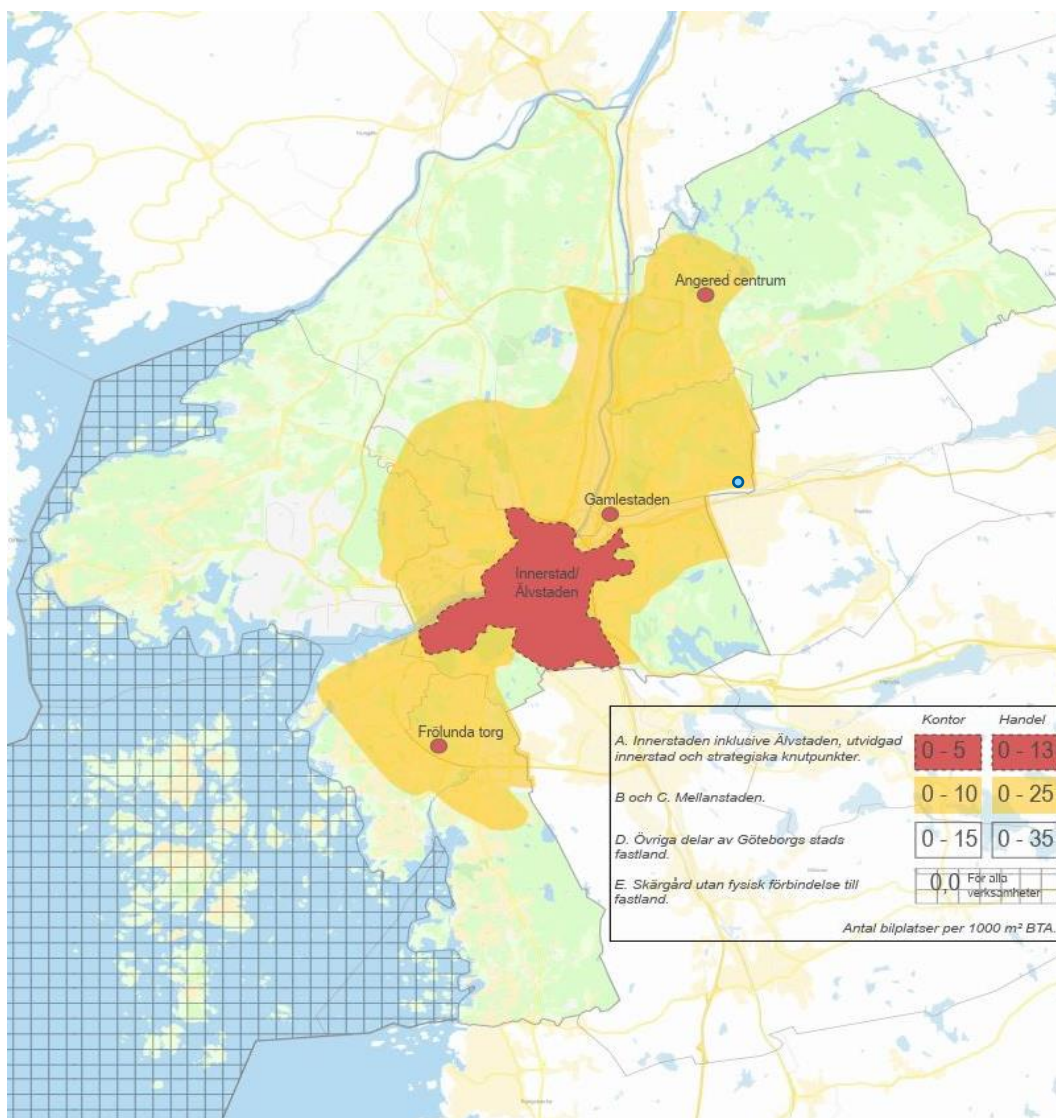 Angered centrum
Gamlestaden
Innerstad/
Älvstaden
Frölunda torg
Kontor Handel
A. Innerstaden inklusive Älvstaden, utvidgad
innerstad och strategiska knutpunkter.
0 - 5 0 - 13
B och C. Mellanstaden.
0 - 10 0 - 25
D. Övriga delar av Göteborgs stads
fastland.
0 - 15 0 - 35
E. Skärgård utan fysisk förbindelse till
fastland.
0,0 För alla
verksamheter
Antal bilplatser per 1000 m² BTA.